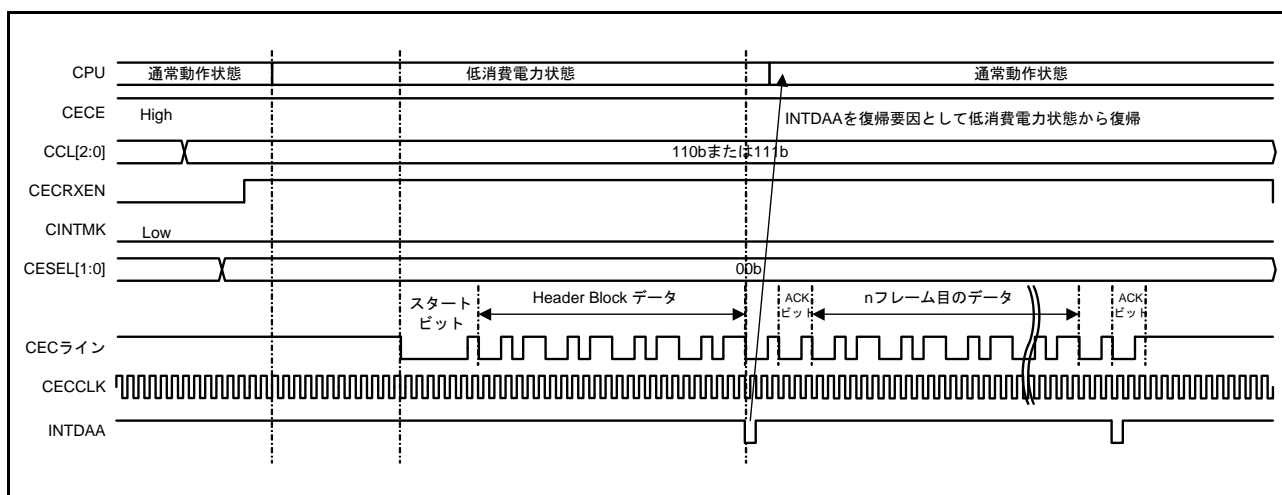 CPU 通常動作状態 低消費電力状態 通常動作状態
CECE High INTDAAを復帰要因として低消費電力状態から復帰
CCL[2:0] 110bまたは111b
CECRXEN
CINTMK Low
CESEL[1:0] 00b
スタート
ビット
Header Block データ
ACK
ビット
nフレーム目のデータ
ACK
ビット
CECライン
CECCLK
INTDAA